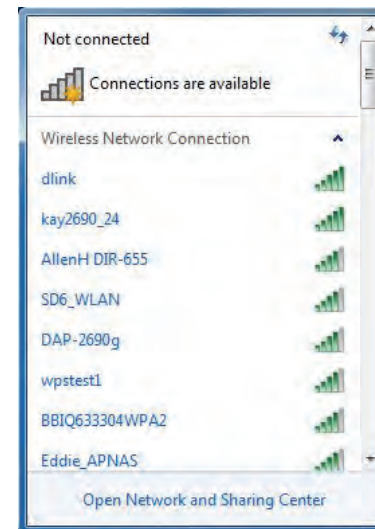 Not connected
Connections are available
Wireless Network Connection
dlink
kay2690_24
AllenH DIR-655
SD6_WLAN
DAP-2690g
wpstest1
BBIQ633304WPA2
Eddie_APNAS
Open Network and Sharing Center